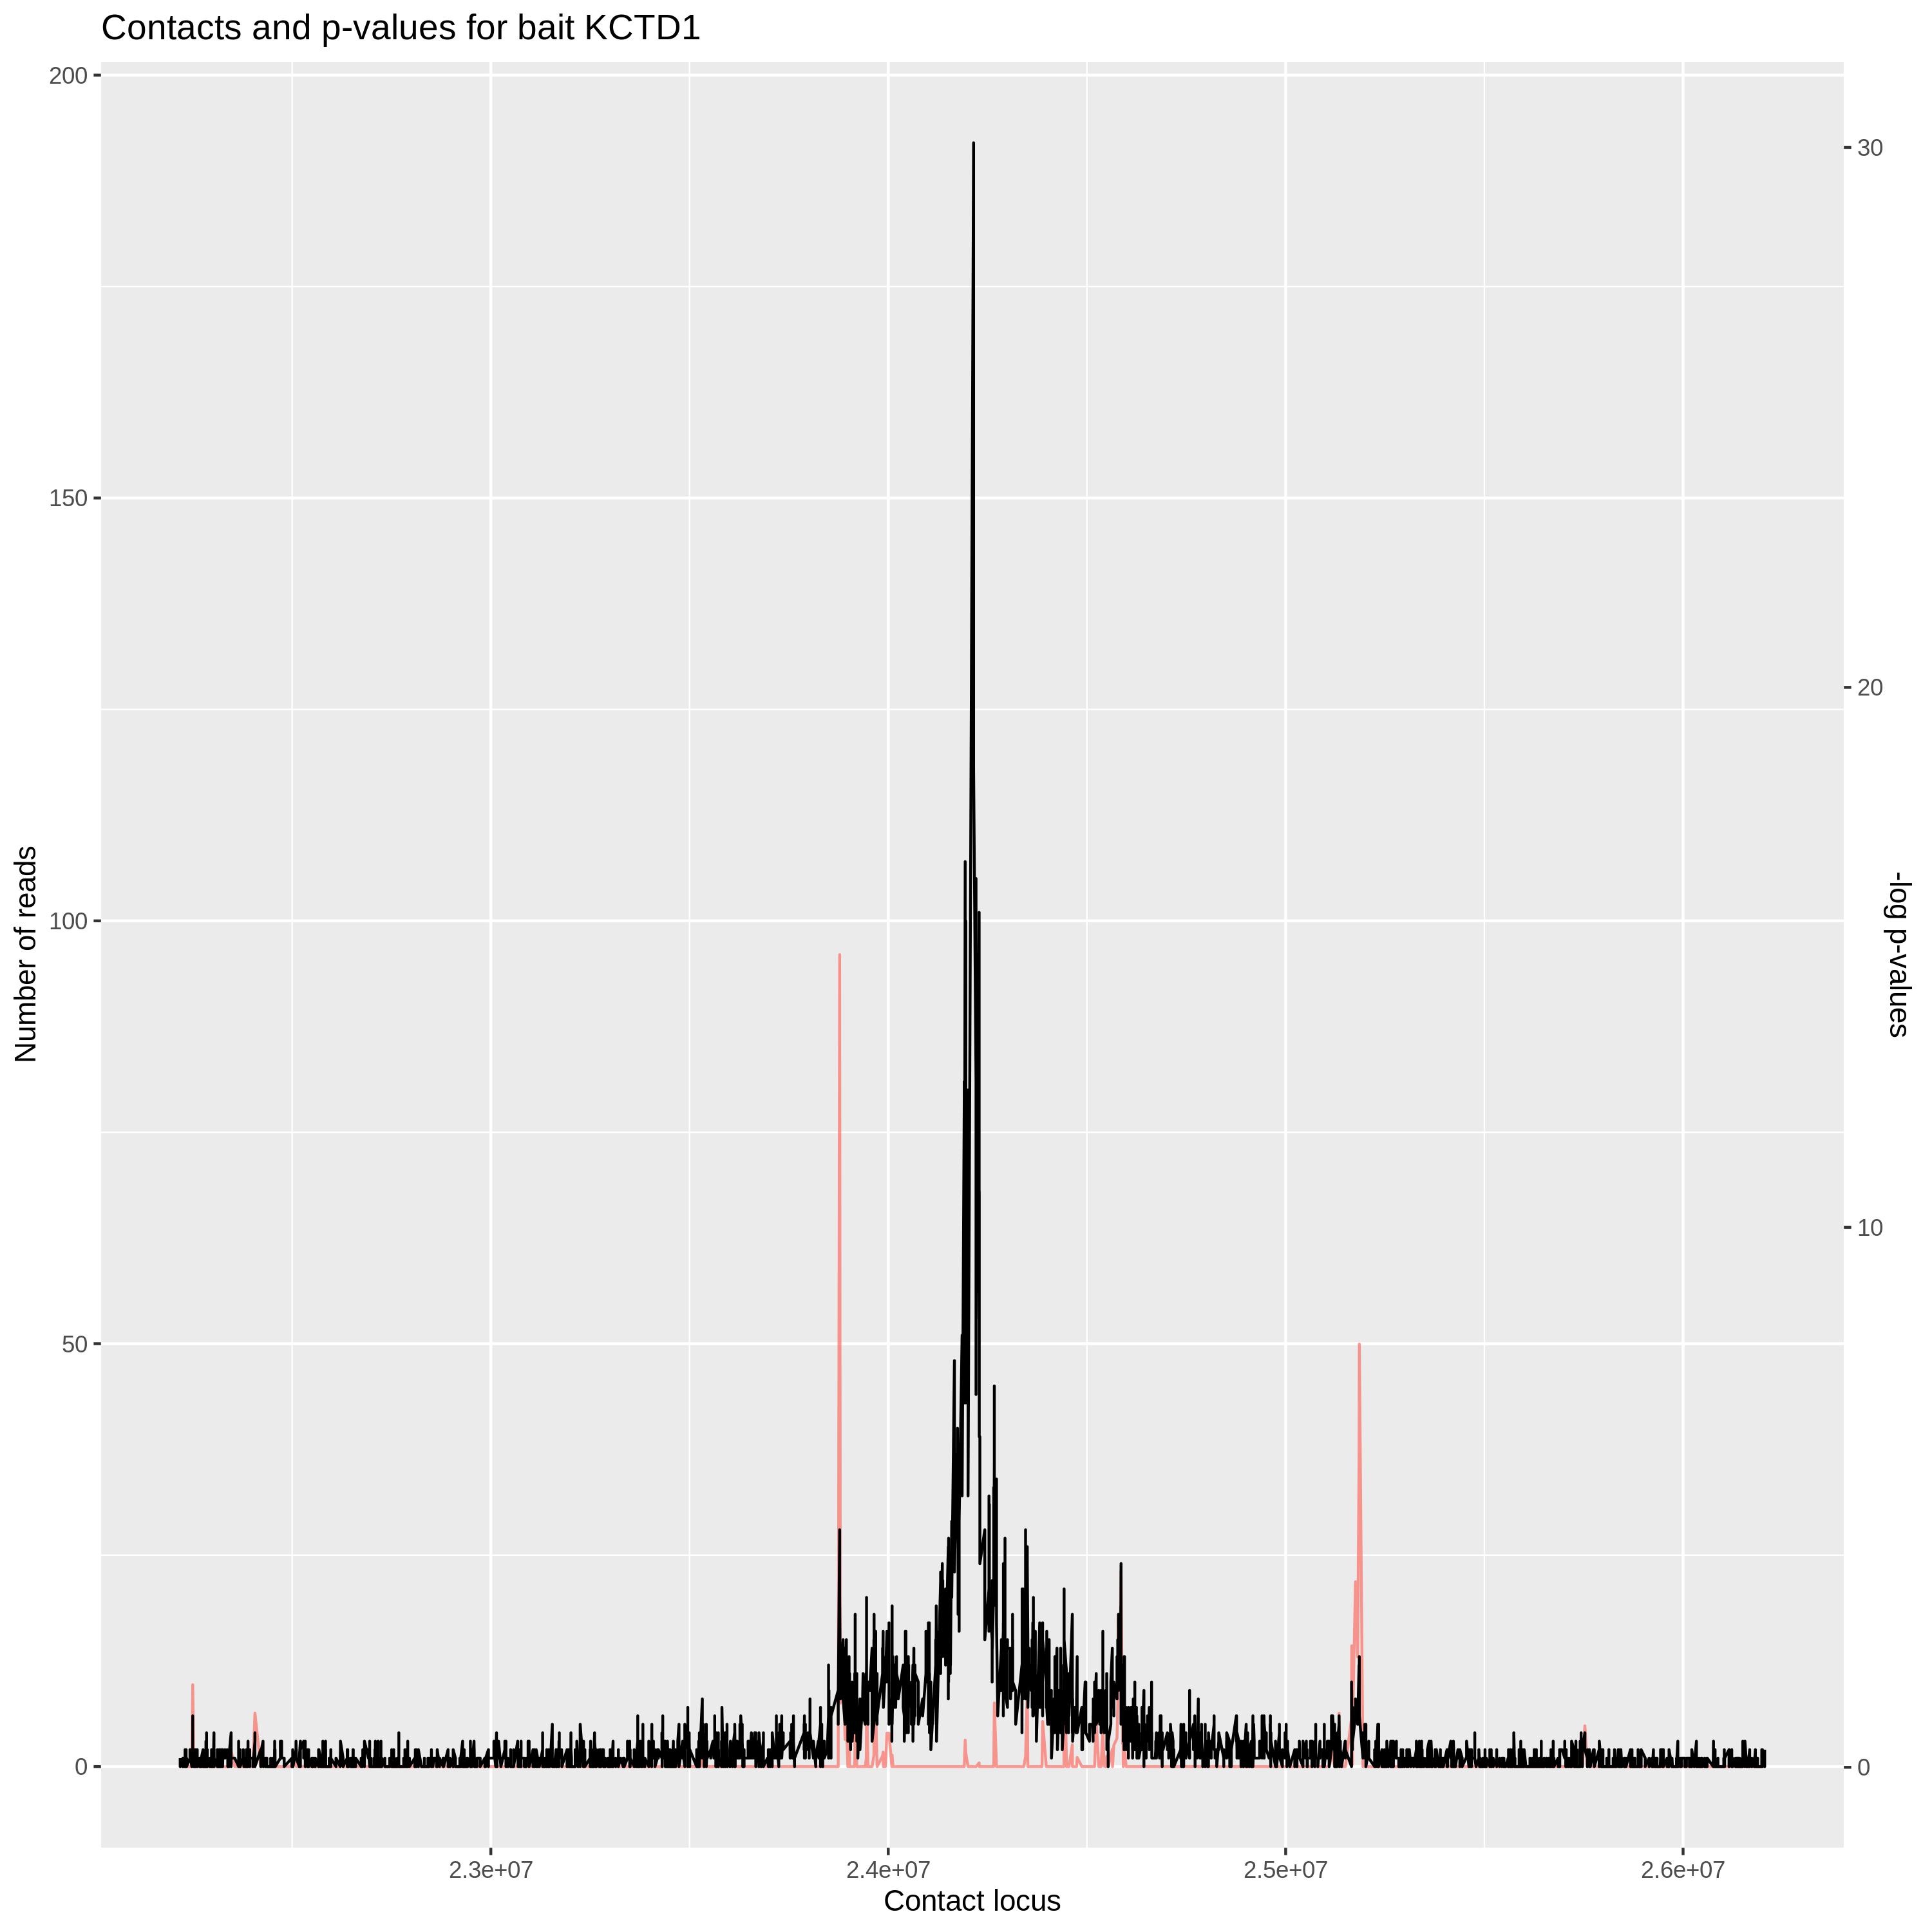 Contacts and p-values for bait KCTD1
200
150
100
50
0
Number of reads
30
20
10
0
-log p-values
2.3e+07
2.4e+07
2.5e+07
2.6e+07
Contact locus